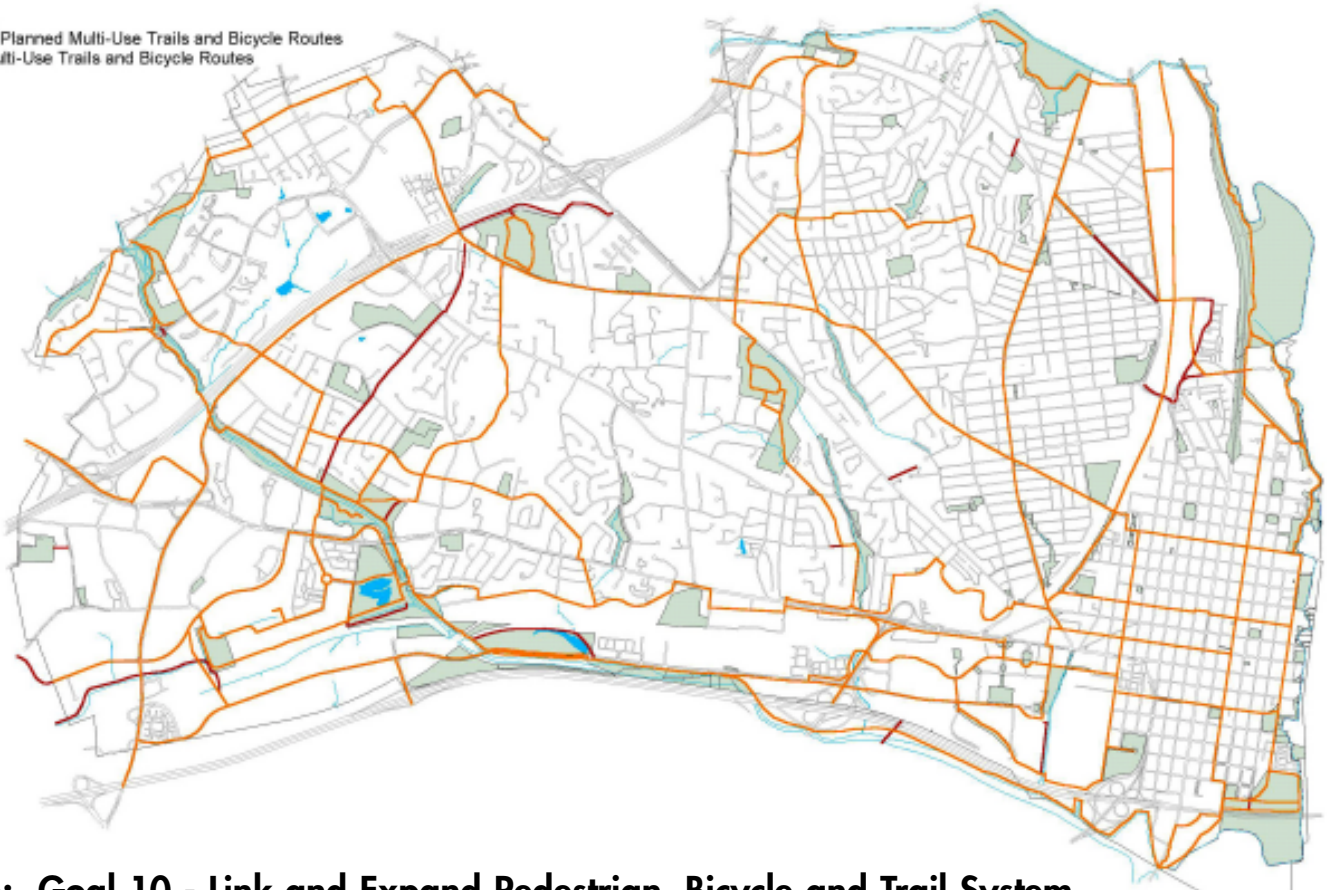 Planned Multi-Use Trails and Bicycle Routes
lti-Use Trails and Bicycle Routes
: Goal 10 - Link and Expand Pedestrian, Bicycle and Trail System